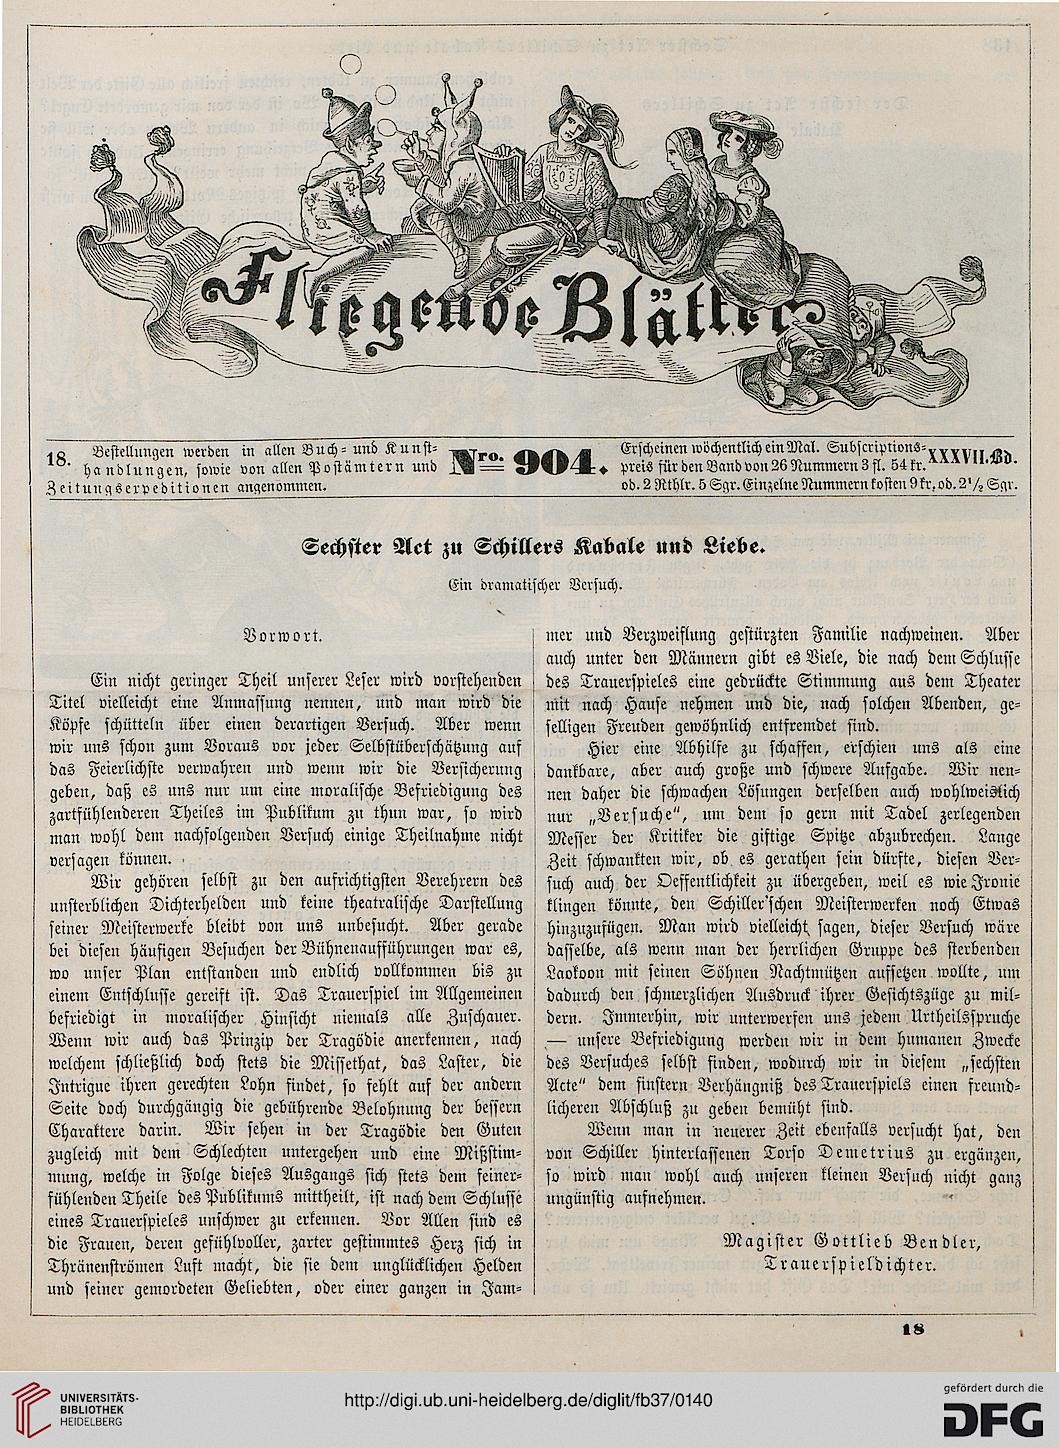 Fliegende Blätter
18. Bestellungen werden in allen Buch- und Kunst-
handlungen, sowie von allen Postämtern und
Zeitungsexpeditionen angenommen.
Nro. 904.
Erscheinen wöchentlich ein Mal. Subscriptions-
preis für den Band von 26 Nummern 3 fl. 54 kr.
od. 2 Rthlr. 5 Sgr. Einzelne Nummern kosten 9 kr. od. 2½ Sgr.
XXXVII. Bd.
Sechster Act zu Schillers Kabale und Liebe.
Ein dramatischer Versuch.
Vorwort.
Ein nicht geringer Theil unserer Leser wird vorstehenden
Titel vielleicht eine Anmassung nennen, und man wird die
Köpfe schütteln über einen derartigen Versuch. Aber wenn
wir uns schon zum Voraus vor jeder Selbstüberschätzung auf
das Feierlichste verwahren und wenn wir die Versicherung
geben, daß es uns nur um eine moralische Befriedigung des
zartfühlenderen Theiles im Publikum zu thun war, so wird
man wohl dem nachfolgenden Versuch einige Theilnahme nicht
versagen können.
Wir gehören selbst zu den aufrichtigsten Verehrern des
unsterblichen Dichterhelden und keine theatralische Darstellung
seiner Meisterwerke bleibt von uns unbesucht. Aber gerade
bei diesen häufigen Besuchen der Bühnenaufführungen war es,
wo unser Plan entstanden und endlich vollkommen bis zu
einem Entschlusse gereift ist. Das Trauerspiel im Allgemeinen
befriedigt in moralischer Hinsicht niemals alle Zuschauer.
Wenn wir auch das Prinzip der Tragödie anerkennen, nach
welchem schließlich doch stets die Missethat, das Laster, die
Intrigue ihren gerechten Lohn findet, so fehlt auf der andern
Seite doch durchgängig die gebührende Belohnung der bessern
Charaktere darin. Wir sehen in der Tragödie den Guten
zugleich mit dem Schlechten untergehen und eine Mißstim-
mung, welche in Folge dieses Ausgangs sich stets dem feiner-
fühlenden Theile des Publikums mittheilt, ist nach dem Schlusse
eines Trauerspieles unschwer zu erkennen. Vor Allen sind es
die Frauen, deren gefühlvoller, zarter gestimmtes Herz sich in
Thränenströmen Luft macht, die sie dem unglücklichen Helden
und seiner gemordeten Geliebten, oder einer ganzen in Jam-
mer und Verzweiflung gestürzten Familie nachweinen. Aber
auch unter den Männern gibt es Viele, die nach dem Schlusse
des Trauerspieles eine gedrückte Stimmung aus dem Theater
mit nach Hause nehmen und die, nach solchen Abenden, ge-
selligen Freuden gewöhnlich entfremdet sind.
Hier eine Abhilfe zu schaffen, erschien uns als eine
dankbare, aber auch große und schwere Aufgabe. Wir nen-
nen daher die schwachen Lösungen derselben auch wohlweislich
nur „Versuche“, um dem so gern mit Tadel zerlegenden
Messer der Kritiker die giftige Spitze abzubrechen. Lange
Zeit schwankten wir, ob es gerathen sein dürfte, diesen Ver-
such auch der Oeffentlichkeit zu übergeben, weil es wie Ironie
klingen könnte, den Schiller'schen Meisterwerken noch Etwas
hinzuzufügen. Man wird vielleicht sagen, dieser Versuch wäre
dasselbe, als wenn man der herrlichen Gruppe des sterbenden
Laokoon mit seinen Söhnen Nachtmützen aufsetzen wollte, um
dadurch den schmerzlichen Ausdruck ihrer Gesichtszüge zu mil-
dern. Immerhin, wir unterwerfen uns jedem Urtheilsspruche
— unsere Befriedigung werden wir in dem humanen Zwecke
des Versuches selbst finden, wodurch wir in diesem „sechsten
Acte“ dem finstern Verhängniß des Trauerspiels einen freund-
licheren Abschluß zu geben bemüht sind.
Wenn man in neuerer Zeit ebenfalls versucht hat, den
von Schiller hinterlassenen Torso Demetrius zu ergänzen,
so wird man wohl auch unseren kleinen Versuch nicht ganz
ungünstig aufnehmen.
Magister Gottlieb Bendler,
Trauerspieldichter.
18
UNIVERSITÄTS-
BIBLIOTHEK
HEIDELBERG
http://digi.ub.uni-heidelberg.de/diglit/fb37/0140
gefördert durch die
DFG